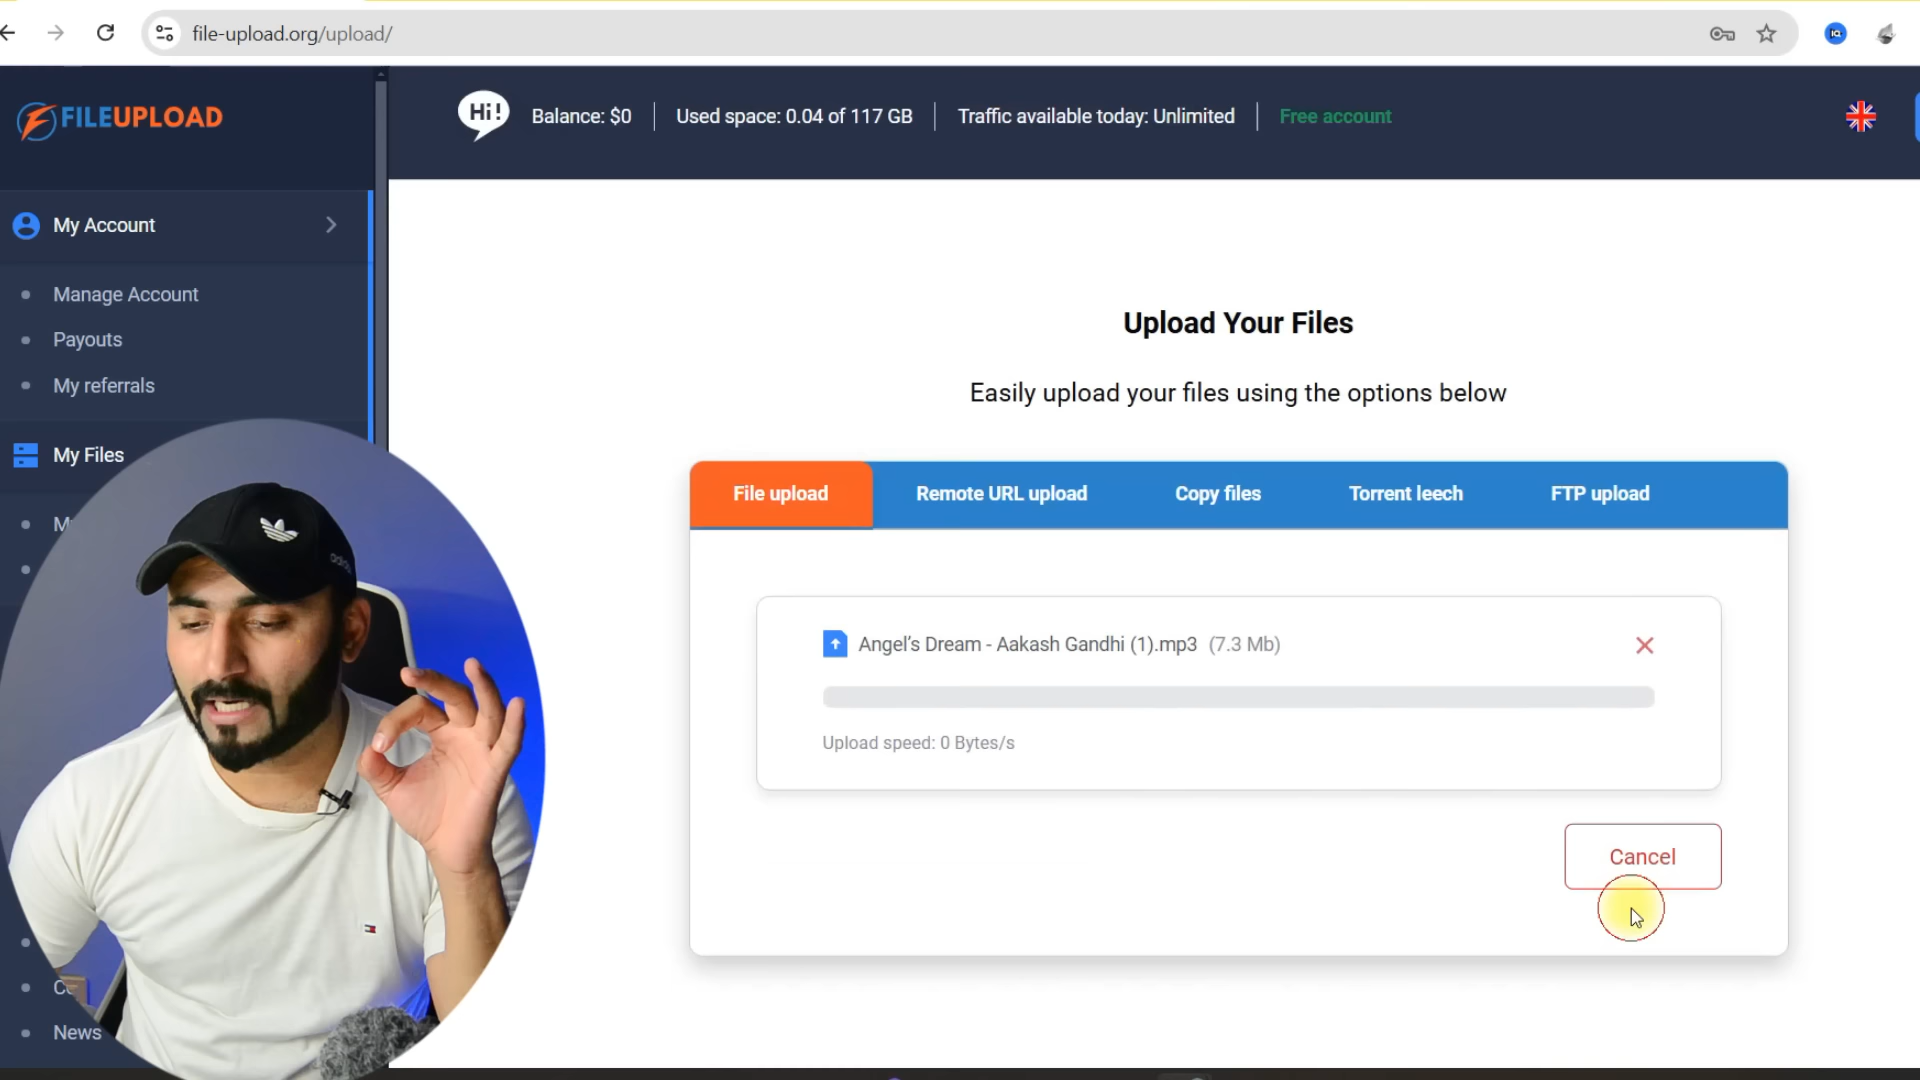 file-upload.org/upload/
FILEUPLOAD
Hi!
Balance: $0
Used space: 0.04 of 117 GB
Traffic available today: Unlimited
Free account
My Account
Manage Account
Payouts
My referrals
My Files
News
Upload Your Files
Easily upload your files using the options below
File upload
Remote URL upload
Copy files
Torrent leech
FTP upload
Angel’s Dream - Aakash Gandhi (1).mp3 (7.3 Mb)
Upload speed: 0 Bytes/s
Cancel